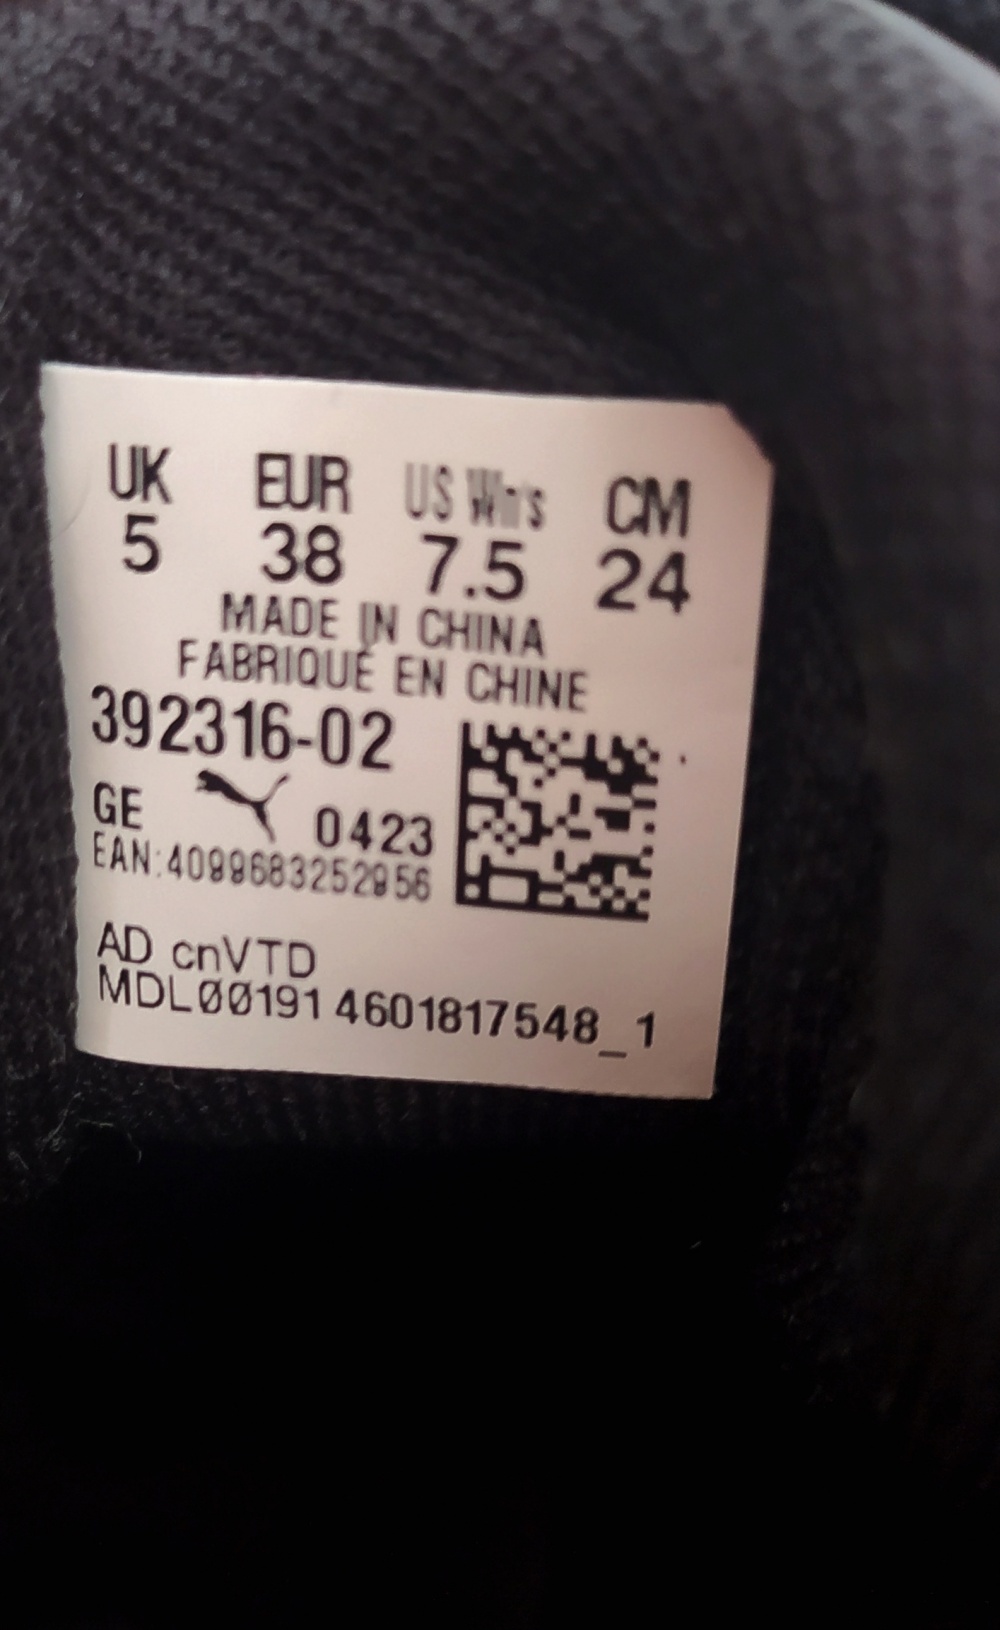 UK EUR US Wn's CM
5 38 7.5 24
MADE IN CHINA
FABRIQUÉ EN CHINE
392316-02
GE 0423
EAN:4099683252956
AD cnVTD
MDLØØ191 4601817548_1